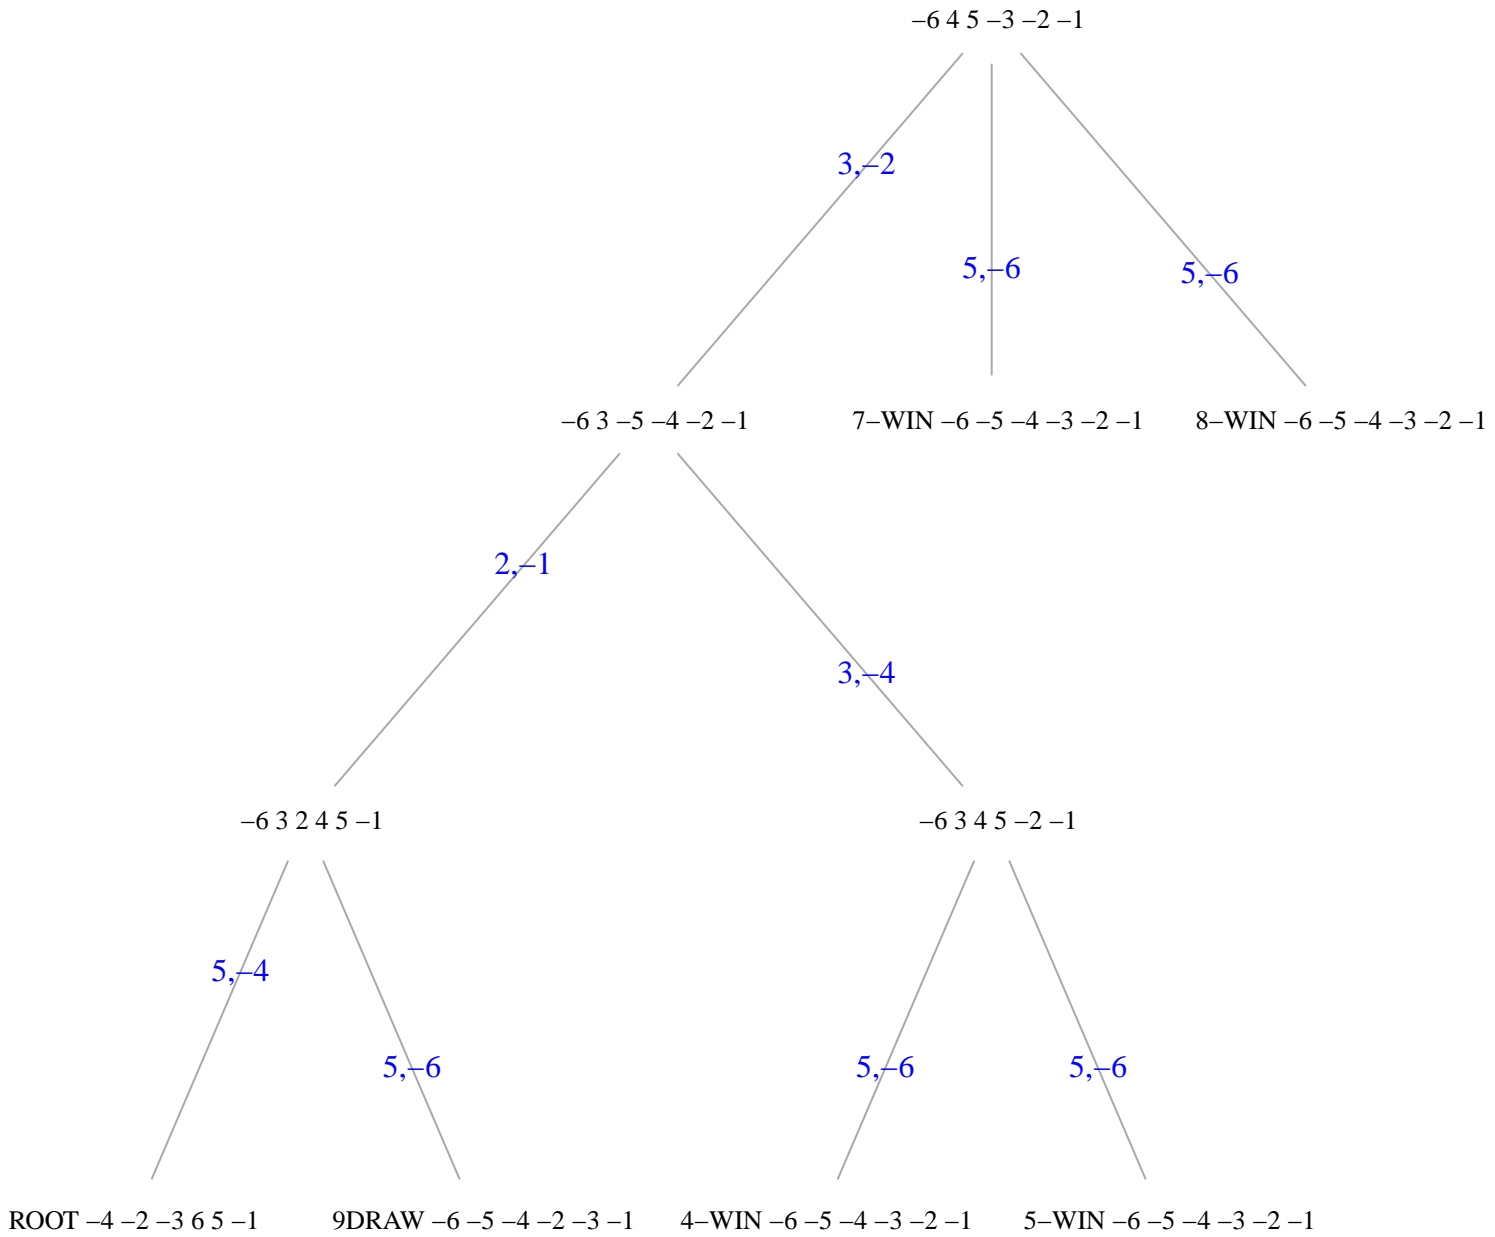 –6 4 5 –3 –2 –1
3,–2
5,–6
5,–6
–6 3 –5 –4 –2 –1
7–WIN –6 –5 –4 –3 –2 –1
8–WIN –6 –5 –4 –3 –2 –1
2,–1
3,–4
–6 3 2 4 5 –1
–6 3 4 5 –2 –1
5,–4
5,–6
5,–6
5,–6
ROOT –4 –2 –3 6 5 –1
9DRAW –6 –5 –4 –2 –3 –1
4–WIN –6 –5 –4 –3 –2 –1
5–WIN –6 –5 –4 –3 –2 –1